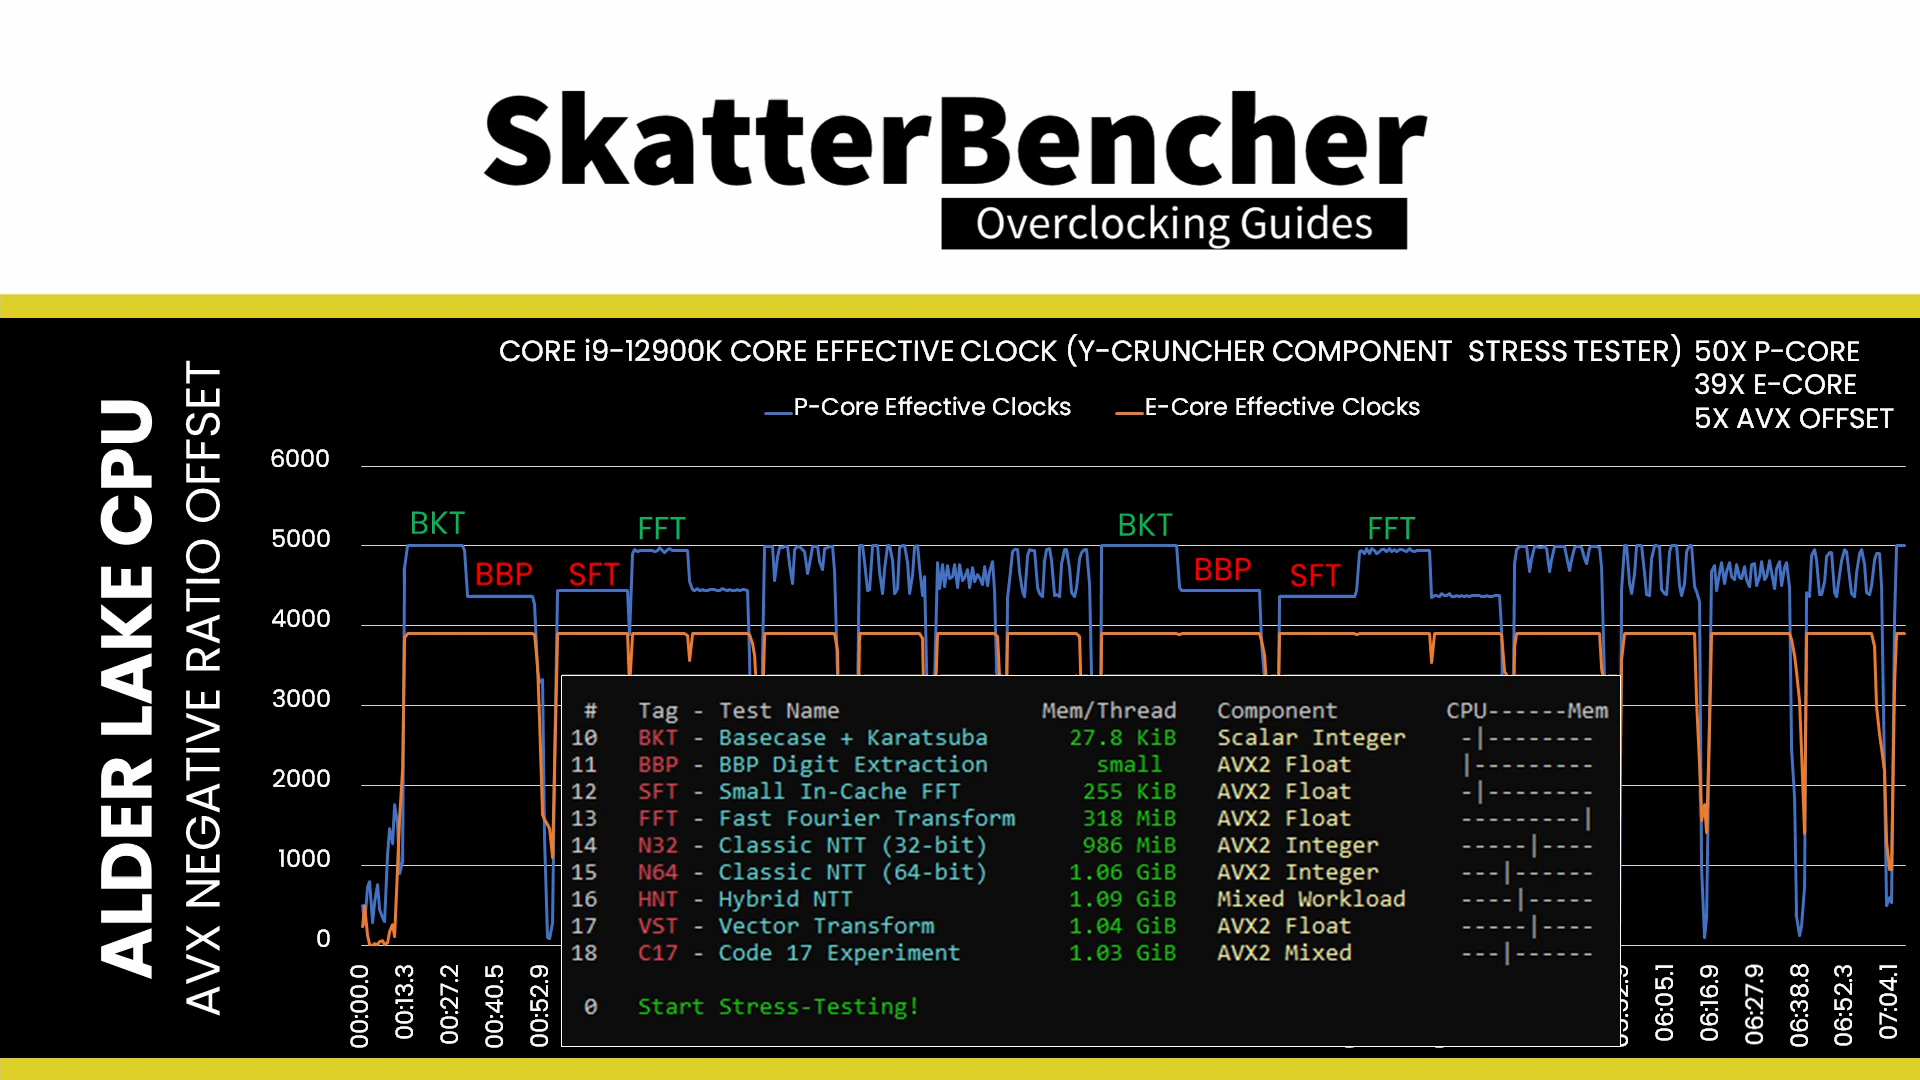 SkatterBencher
Overclocking Guides
ALDER LAKE CPU
AVX NEGATIVE RATIO OFFSET
CORE i9-12900K CORE EFFECTIVE CLOCK (Y-CRUNCHER COMPONENT STRESS TESTER)
50X P-CORE
39X E-CORE
5X AVX OFFSET
P-Core Effective Clocks
E-Core Effective Clocks
6000
5000
4000
3000
2000
1000
0
BKT
BBP
SFT
FFT
BKT
BBP
SFT
FFT
# Tag - Test Name Mem/Thread Component CPU------Mem
10 BKT - Basecase + Karatsuba 27.8 KiB Scalar Integer -|--------
11 BBP - BBP Digit Extraction small AVX2 Float |---------
12 SFT - Small In-Cache FFT 255 KiB AVX2 Float -|--------
13 FFT - Fast Fourier Transform 318 MiB AVX2 Float ---------|
14 N32 - Classic NTT (32-bit) 986 MiB AVX2 Integer -----|----
15 N64 - Classic NTT (64-bit) 1.06 GiB AVX2 Integer ---|------
16 HNT - Hybrid NTT 1.09 GiB Mixed Workload ----|-----
17 VST - Vector Transform 1.04 GiB AVX2 Float -----|----
18 C17 - Code 17 Experiment 1.03 GiB AVX2 Mixed ---|------
0 Start Stress-Testing!
00:00.0
00:13.3
00:27.2
00:40.5
00:52.9
06:05.1
06:16.9
06:27.9
06:38.8
06:52.3
07:04.1